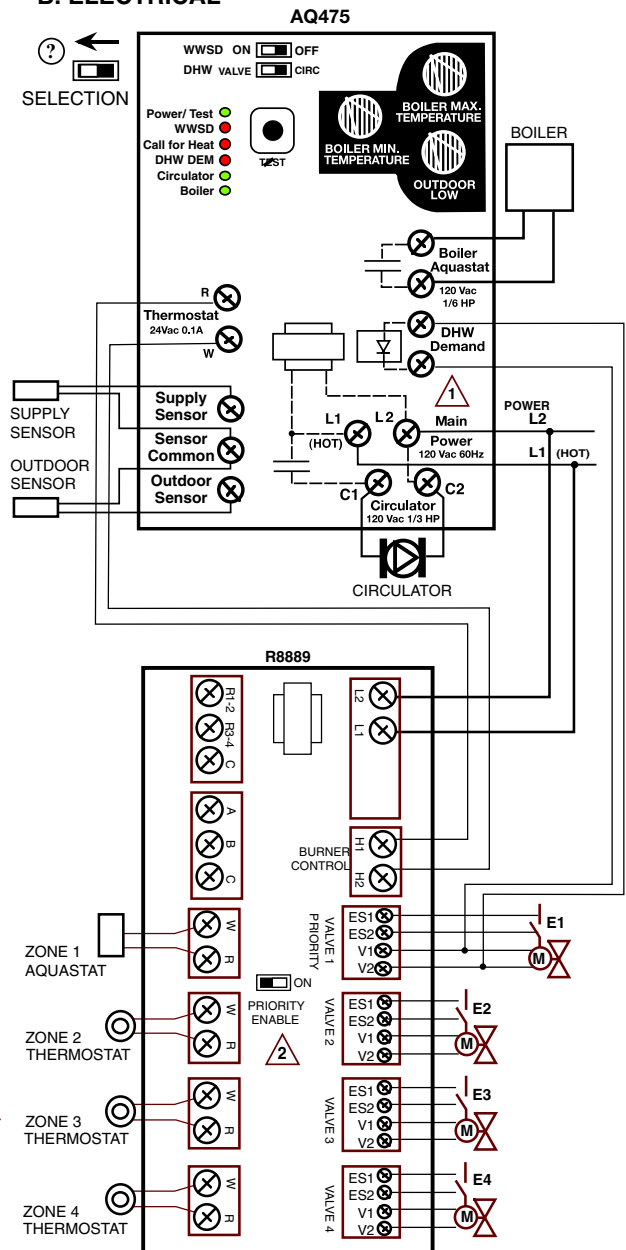 B. ELECTRICAL
AQ475
?
SELECTION
WWSD ON OFF
DHW VALVE CIRC
Power/ Test
WWSD
Call for Heat
DHW DEM
Circulator
Boiler
TEST
BOILER MAX.
TEMPERATURE
BOILER MIN.
TEMPERATURE
OUTDOOR
LOW
BOILER
Boiler
Aquastat
120 Vac
1/6 HP
R
Thermostat
24Vac 0.1A
W
DHW
Demand
1
SUPPLY
SENSOR
Supply
Sensor
Sensor
Common
OUTDOOR
SENSOR
Outdoor
Sensor
L1
(HOT)
L2
Main
Power
120 Vac 60Hz
POWER
L2
L1 (HOT)
C1
C2
Circulator
120 Vac 1/3 HP
CIRCULATOR
R8889
R1-2
R3-4
C
L2
L1
A
B
C
BURNER
CONTROL
H1
H2
ZONE 1
AQUASTAT
W
R
VALVE 1
PRIORITY
ES1
ES2
V1
V2
E1
M
ON
PRIORITY
ENABLE
2
ZONE 2
THERMOSTAT
W
R
VALVE 2
ES1
ES2
V1
V2
E2
M
ZONE 3
THERMOSTAT
W
R
VALVE 3
ES1
ES2
V1
V2
E3
M
ZONE 4
THERMOSTAT
W
R
VALVE 4
ES1
ES2
V1
V2
E4
M